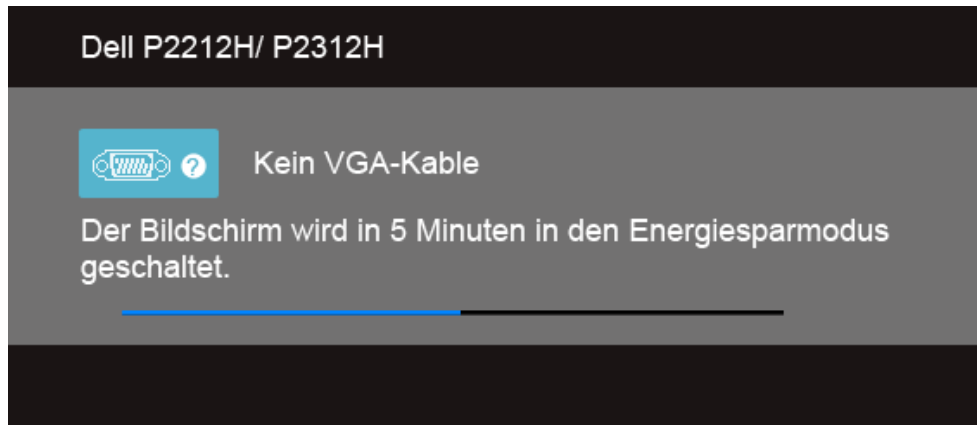 Dell P2212H/ P2312H
Kein VGA-Kable
Der Bildschirm wird in 5 Minuten in den Energiesparmodus
geschaltet.